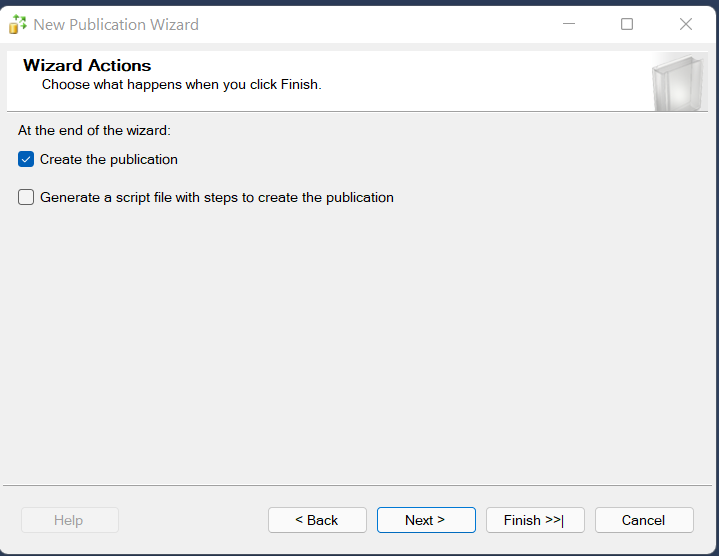 New Publication Wizard
Wizard Actions
Choose what happens when you click Finish.
At the end of the wizard:
Create the publication
Generate a script file with steps to create the publication
Help
< Back
Next >
Finish >>|
Cancel